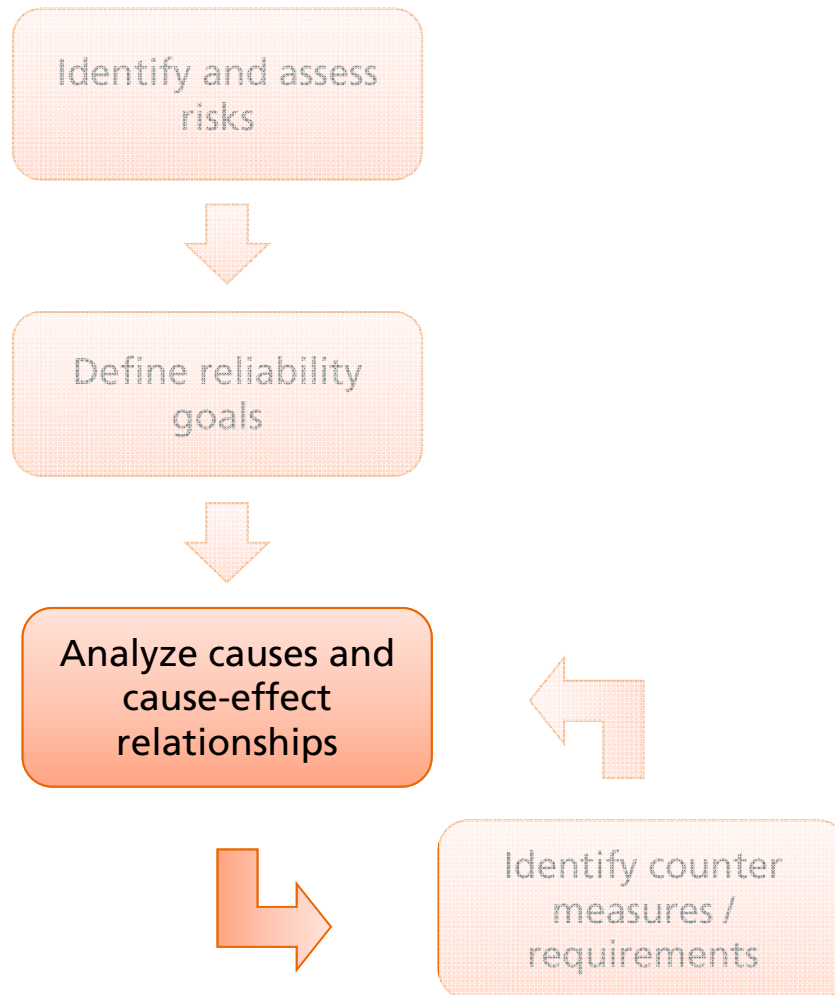 Identify and assess
risks
Define reliability
goals
Analyze causes and
cause-effect
relationships
Identify counter
measures /
requirements